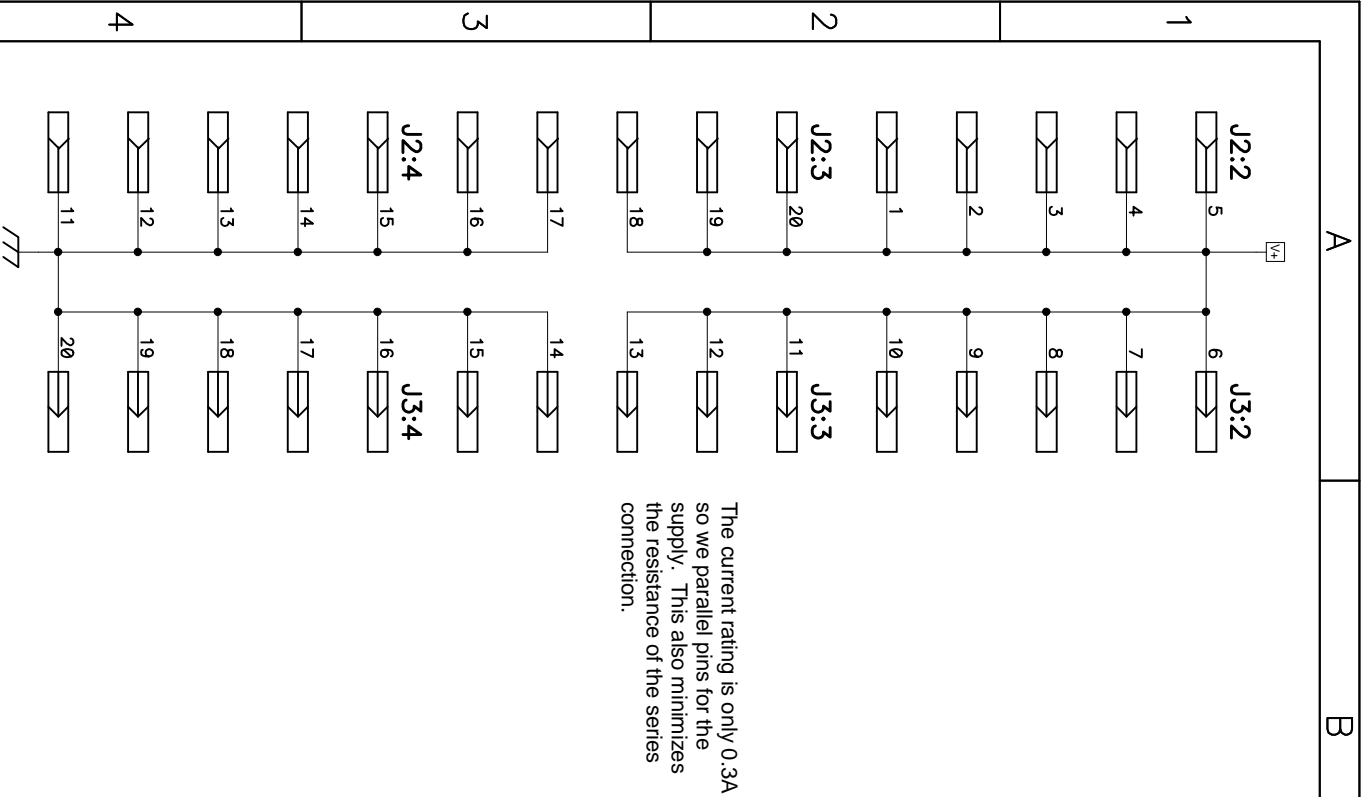 A
B
V+
J2:2
J3:2
5
6
1
4
7
3
8
2
9
1
10
2
J2:3
J3:3
20
11
19
12
18
13
The current rating is only 0.3A
so we parallel pins for the
supply. This also minimizes
the resistance of the series
connection.
17
14
3
16
15
J2:4
J3:4
15
16
14
17
13
18
4
12
19
11
20